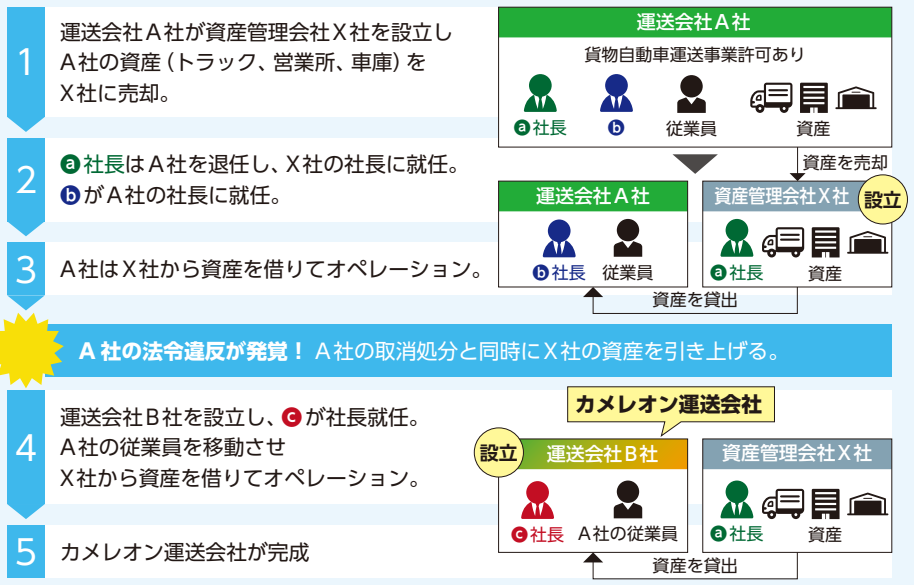 1
運送会社A社が資産管理会社X社を設立し
A社の資産(トラック、営業所、車庫)を
X社に売却。
運送会社A社
貨物自動車運送事業許可あり
a社長
b
従業員
資産
2
a社長はA社を退任し、X社の社長に就任。
bがA社の社長に就任。
資産を売却
運送会社A社
資産管理会社X社
設立
b社長
従業員
a社長
資産
3
A社はX社から資産を借りてオペレーション。
資産を貸出
A社の法令違反が発覚! A社の取消処分と同時にX社の資産を引き上げる。
4
運送会社B社を設立し、cが社長就任。
A社の従業員を移動させ
X社から資産を借りてオペレーション。
カメレオン運送会社
設立
運送会社B社
資産管理会社X社
c社長
A社の従業員
a社長
資産
5
カメレオン運送会社が完成
資産を貸出